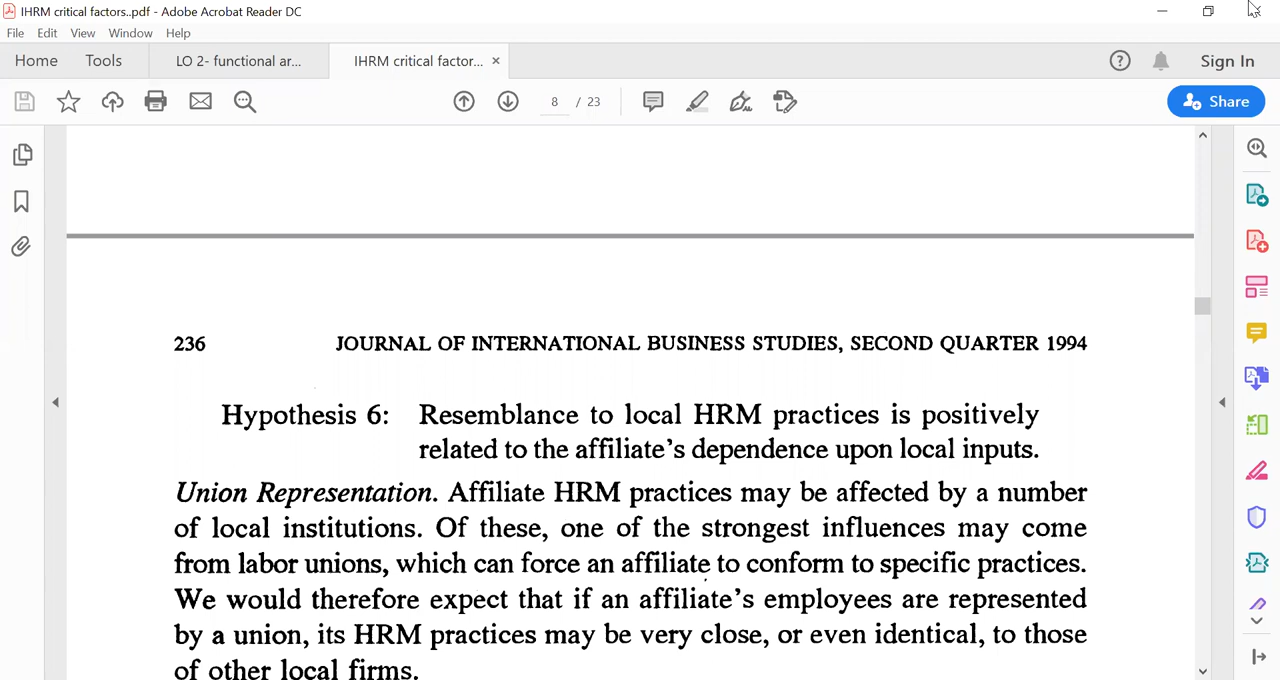 IHRM critical factors..pdf - Adobe Acrobat Reader DC
File Edit View Window Help
Home Tools LO 2- functional ar... IHRM critical factor... Sign In
8 / 23 Share
236 JOURNAL OF INTERNATIONAL BUSINESS STUDIES, SECOND QUARTER 1994
Hypothesis 6: Resemblance to local HRM practices is positively
related to the affiliate's dependence upon local inputs.
Union Representation. Affiliate HRM practices may be affected by a number
of local institutions. Of these, one of the strongest influences may come
from labor unions, which can force an affiliate to conform to specific practices.
We would therefore expect that if an affiliate's employees are represented
by a union, its HRM practices may be very close, or even identical, to those
of other local firms.